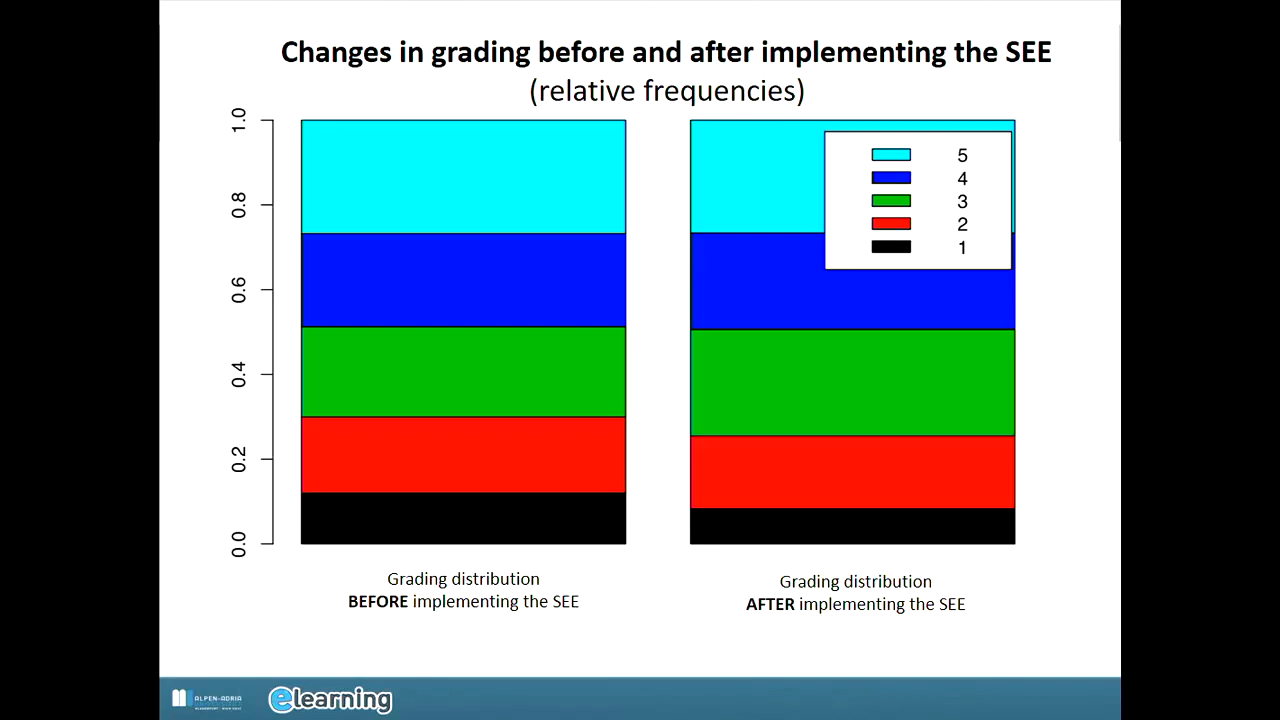 Changes in grading before and after implementing the SEE
(relative frequencies)
1.0
0.8
0.6
0.4
0.2
0.0
5
4
3
2
1
Grading distribution
BEFORE implementing the SEE
Grading distribution
AFTER implementing the SEE
ALPEN-ADRIA
elearning